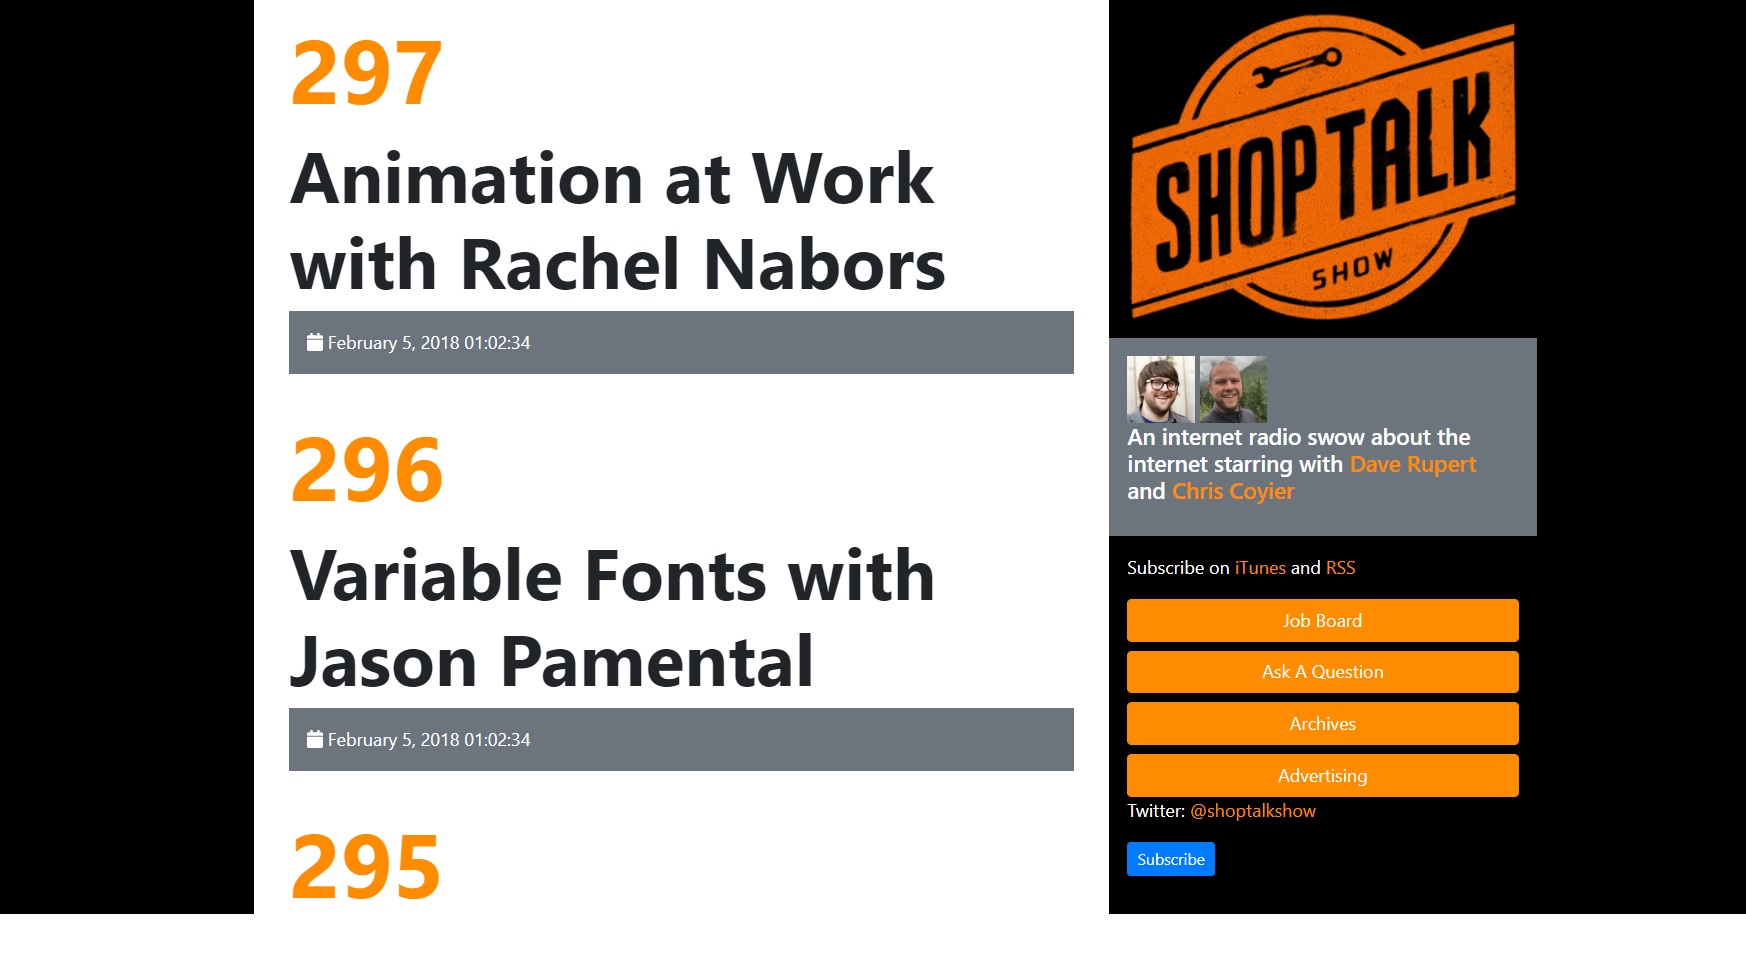 297
Animation at Work
with Rachel Nabors
February 5, 2018 01:02:34
296
Variable Fonts with
Jason Pamental
February 5, 2018 01:02:34
295
SHOP TALK
SHOW
An internet radio swow about the
internet starring with Dave Rupert
and Chris Coyier
Subscribe on iTunes and RSS
Job Board
Ask A Question
Archives
Advertising
Twitter: @shoptalkshow
Subscribe